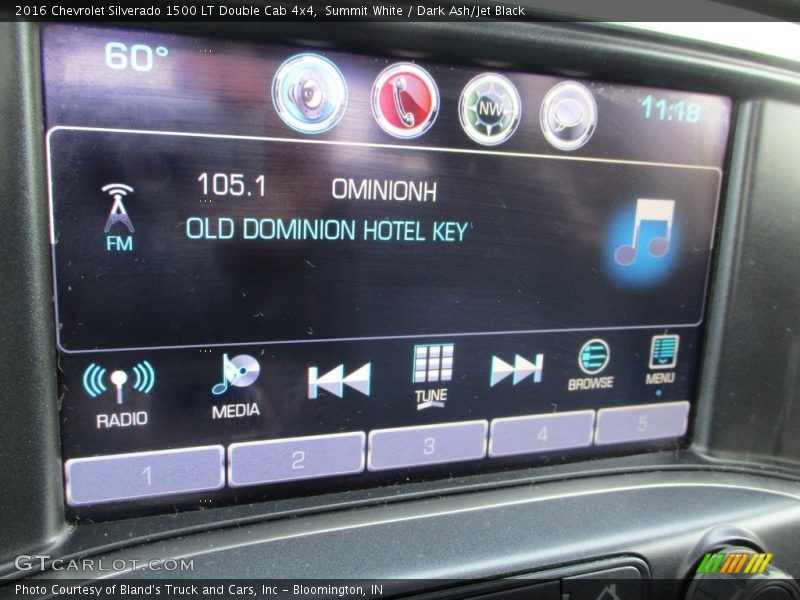 2016 Chevrolet Silverado 1500 LT Double Cab 4x4, Summit White / Dark Ash/Jet Black
60°
NW
11:18
105.1 OMINIONH
FM
OLD DOMINION HOTEL KEY
RADIO
MEDIA
TUNE
BROWSE
MENU
1 2 3 4 5
GTcarlot.com
Photo Courtesy of Bland's Truck and Cars, Inc - Bloomington, IN